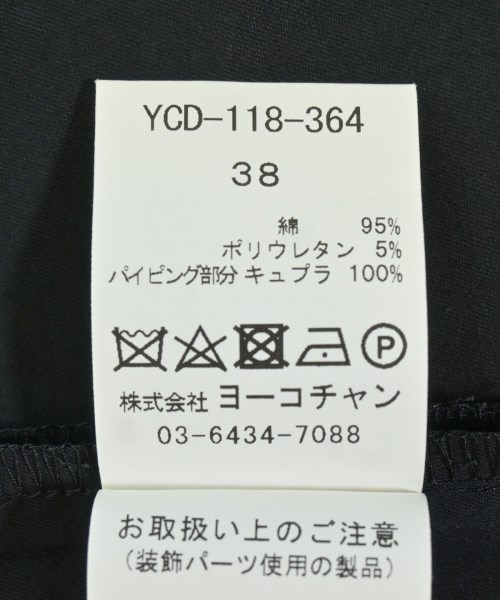 YCD-118-364
38
綿 95%
ポリウレタン 5%
パイピング部分 キュプラ 100%
P
株式会社 ヨーコチャン
03-6434-7088
お取扱い上のご注意
(装飾パーツ使用の製品)